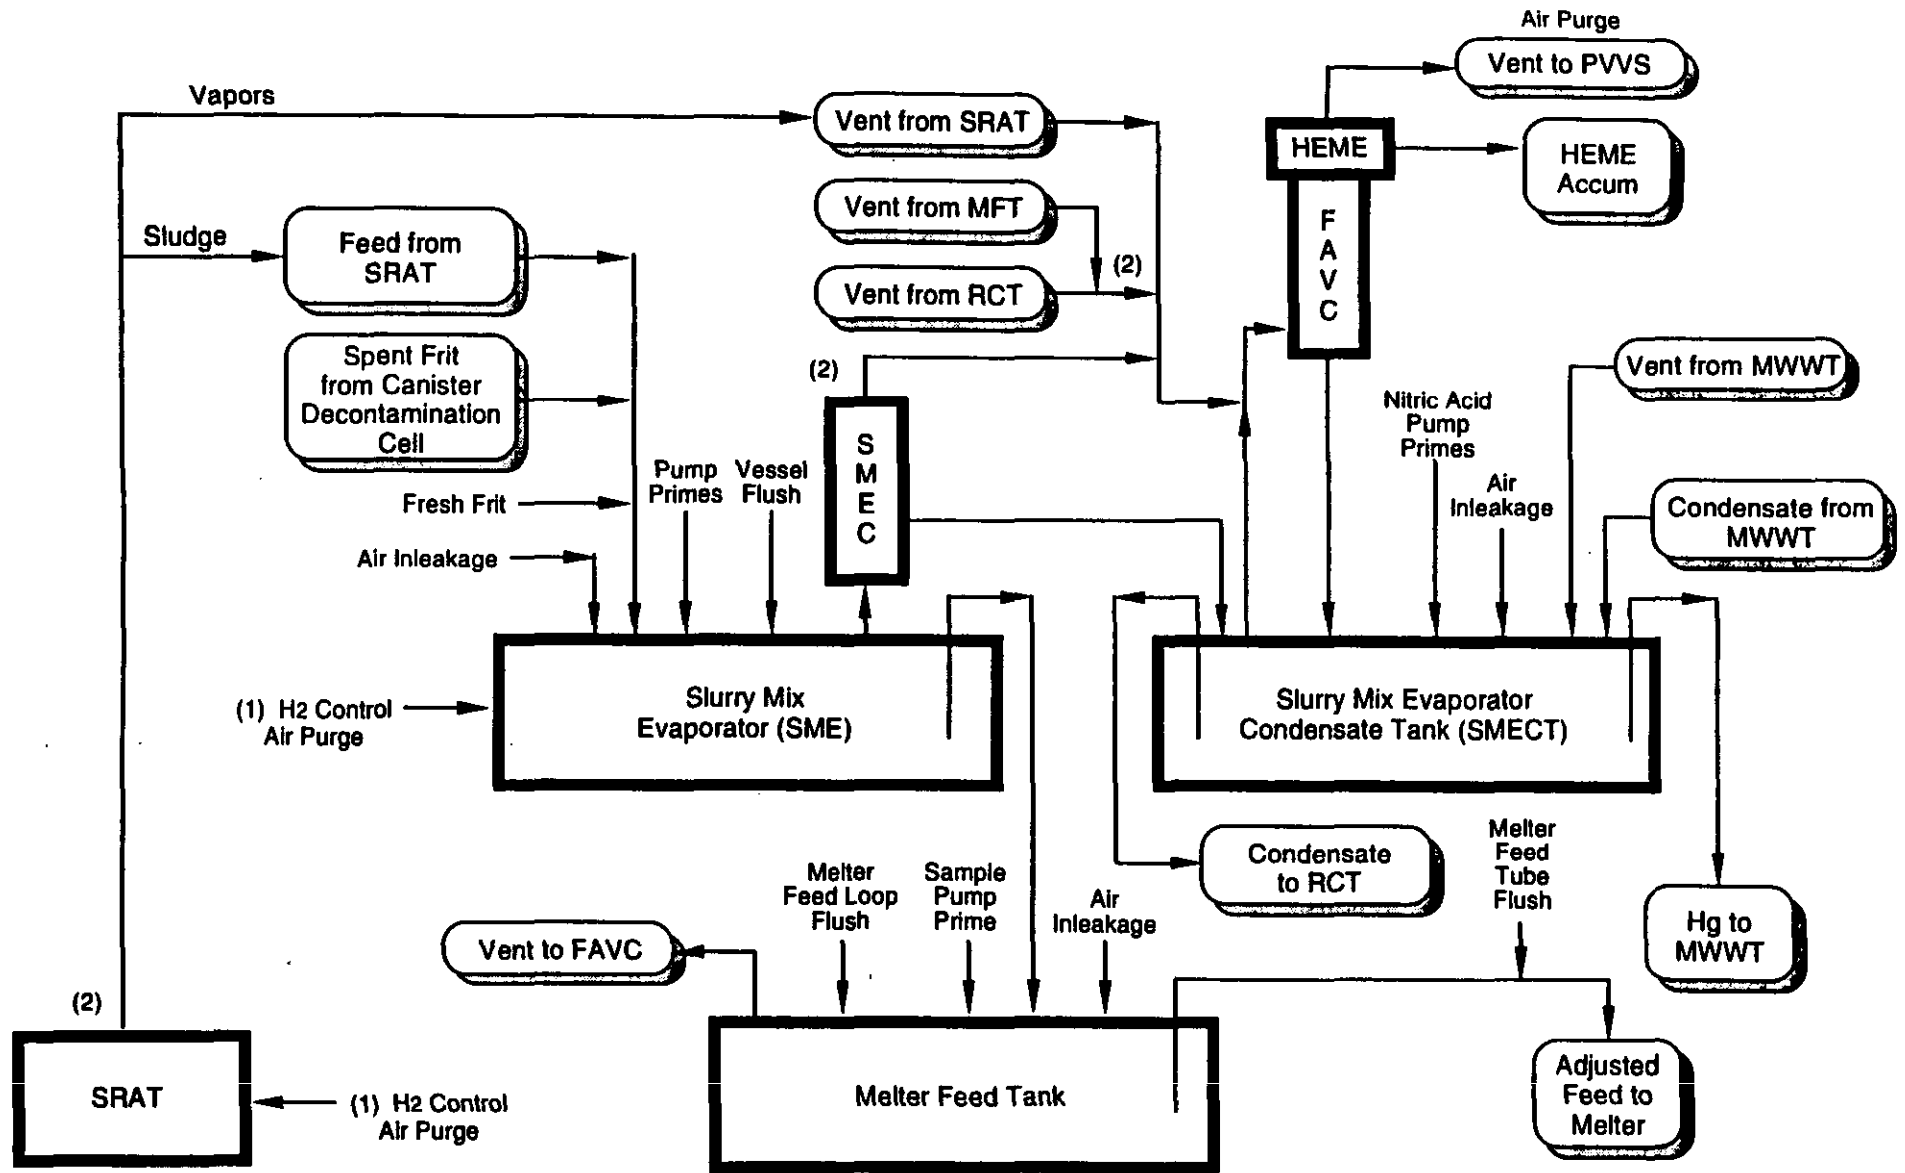 Air Purge
Vent to PVVS
Vapors
Vent from SRAT
HEME
HEME
Accum
Vent from MFT
F
A
V
C
Sludge
Feed from
SRAT
(2)
Vent from RCT
Spent Frit
from Canister
Decontamination
Cell
(2)
Vent from MWWT
Nitric Acid
Pump
Primes
S
M
E
C
Pump
Primes
Vessel
Flush
Fresh Frit
Air
Inleakage
Condensate from
MWWT
Air Inleakage
(1) H2 Control
Air Purge
Slurry Mix
Evaporator (SME)
Slurry Mix Evaporator
Condensate Tank (SMECT)
Melter
Feed Loop
Flush
Sample
Pump
Prime
Air
Inleakage
Condensate
to RCT
Melter
Feed
Tube
Flush
Vent to FAVC
Hg to
MWWT
(2)
SRAT
(1) H2 Control
Air Purge
Melter Feed Tank
Adjusted
Feed to
Melter